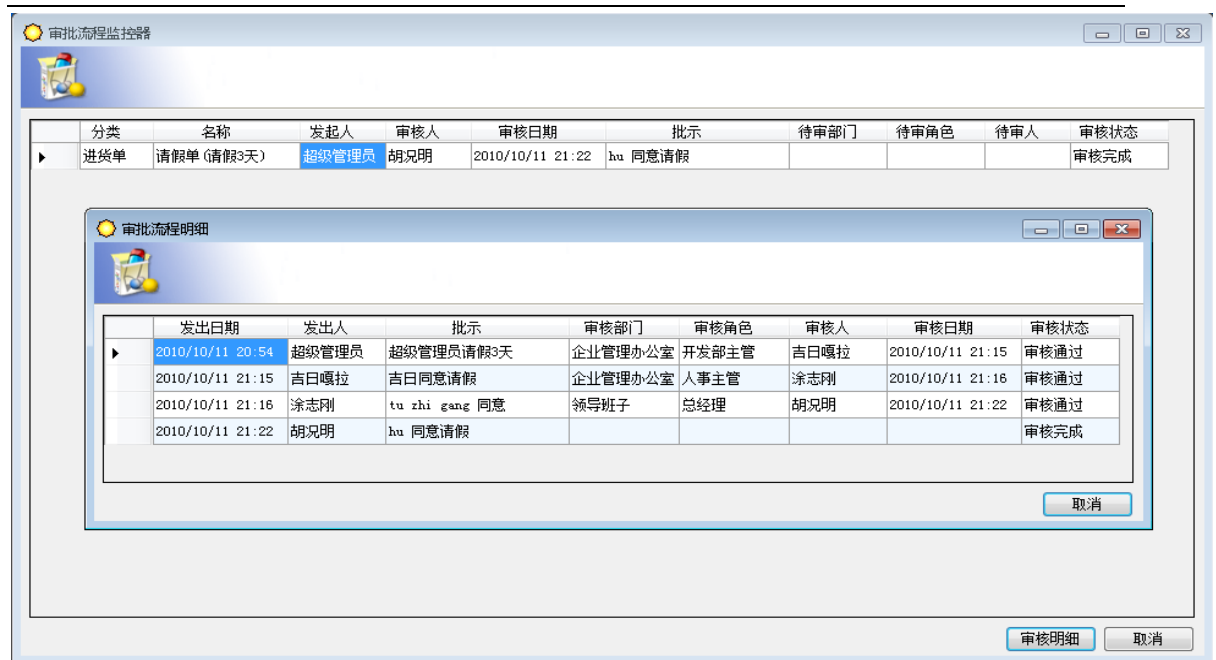 审批流程监控器
分类 名称 发起人 审核人 审核日期 批示 待审部门 待审角色 待审人 审核状态
进货单 请假单(请假3天) 超级管理员 胡况明 2010/10/11 21:22 hu 同意请假 审核完成
审批流程明细
发出日期 发出人 批示 审核部门 审核角色 审核人 审核日期 审核状态
2010/10/11 20:54 超级管理员 超级管理员请假3天 企业管理办公室 开发部主管 吉日嘎拉 2010/10/11 21:15 审核通过
2010/10/11 21:15 吉日嘎拉 吉日同意请假 企业管理办公室 人事主管 涂志刚 2010/10/11 21:16 审核通过
2010/10/11 21:16 涂志刚 tu zhi gang 同意 领导班子 总经理 胡况明 2010/10/11 21:22 审核通过
2010/10/11 21:22 胡况明 hu 同意请假 审核完成
取消
审核明细 取消